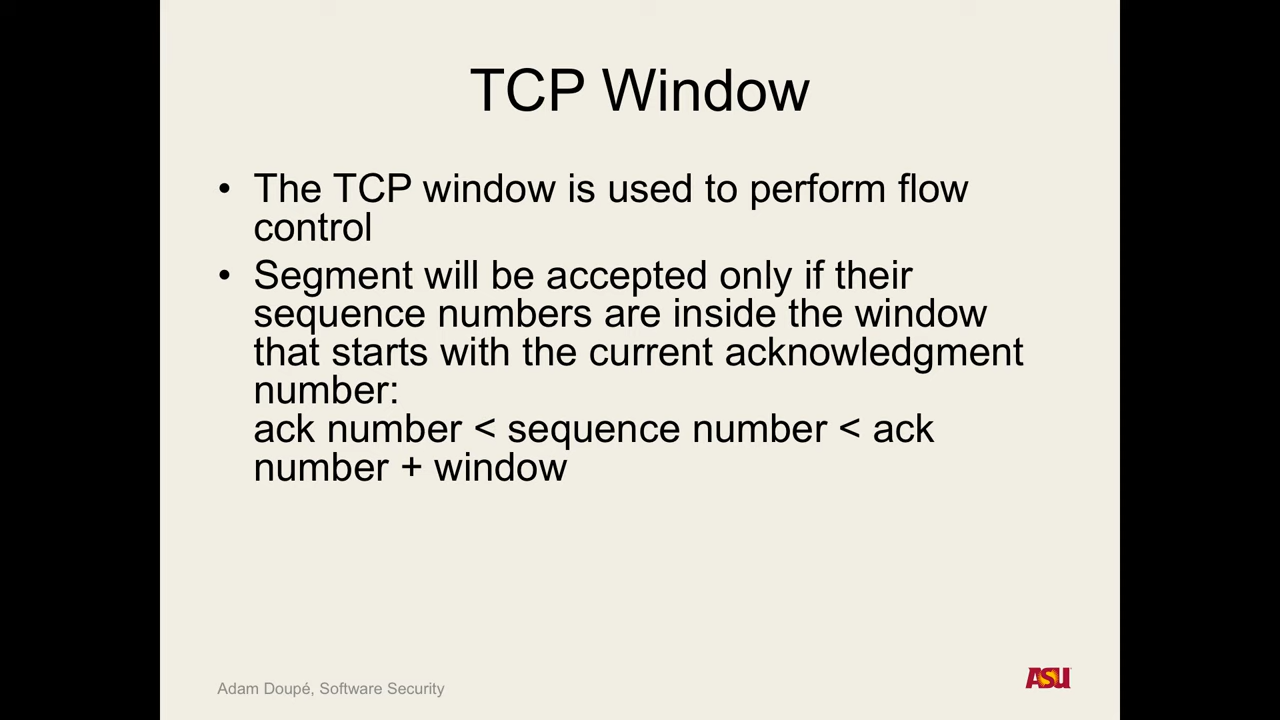 TCP Window
• The TCP window is used to perform flow
control
• Segment will be accepted only if their
sequence numbers are inside the window
that starts with the current acknowledgment
number:
ack number < sequence number < ack
number + window
Adam Doupé, Software Security
ASU